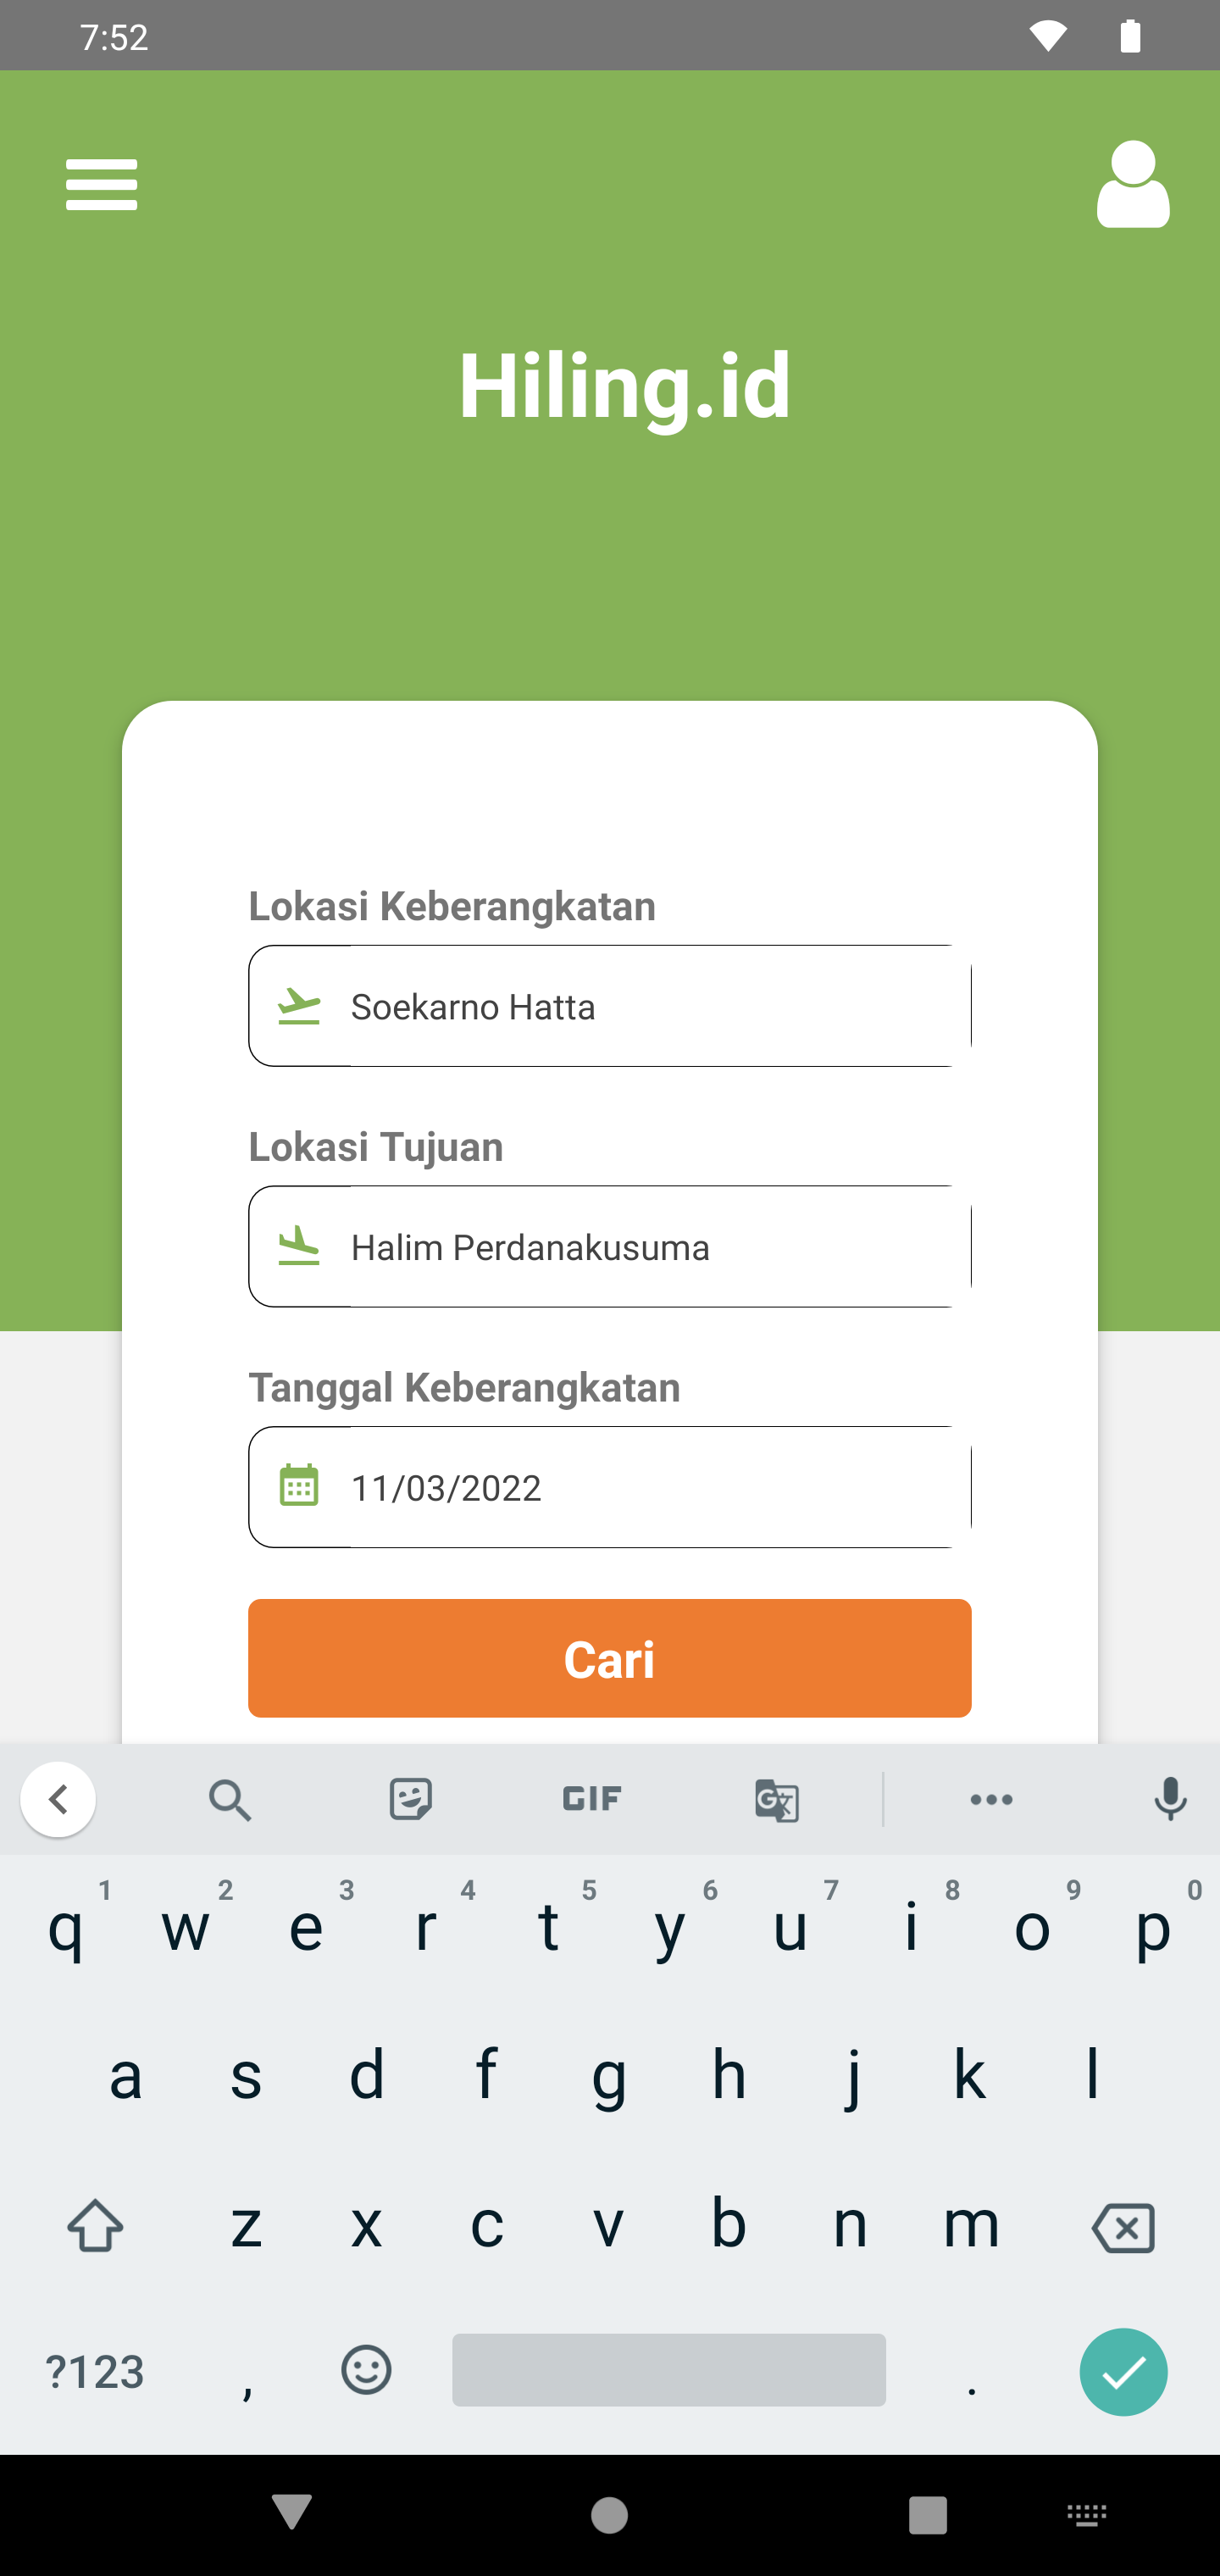 7:52
Hiling.id
Lokasi Keberangkatan
Soekarno Hatta
Lokasi Tujuan
Halim Perdanakusuma
Tanggal Keberangkatan
11/03/2022
Cari
GIF
1 2 3 4 5 6 7 8 9 0
q w e r t y u i o p
a s d f g h j k l
z x c v b n m
?123 , .